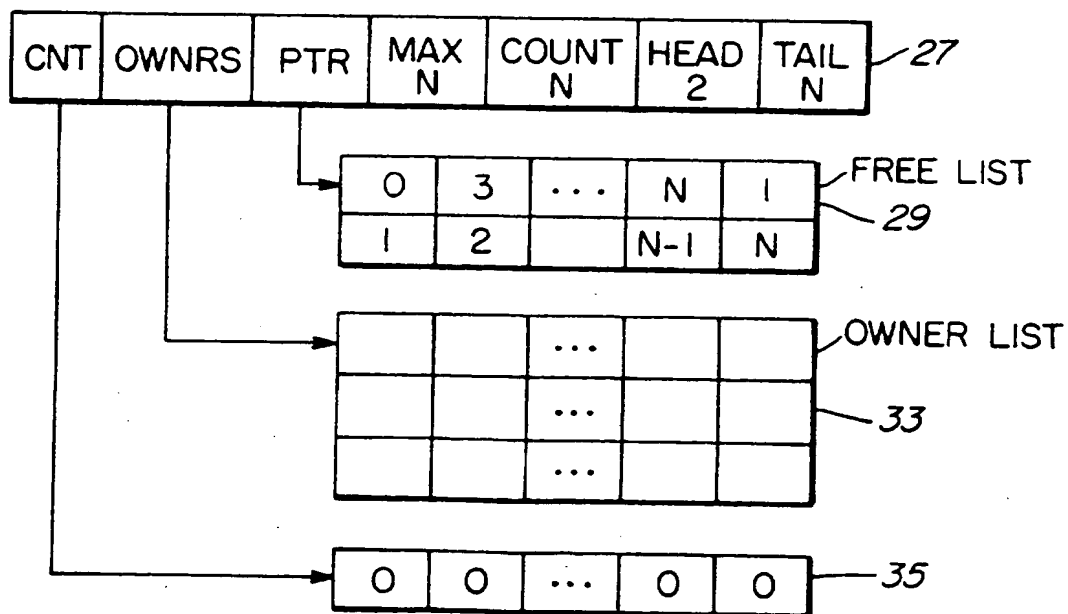 CNT OWNRS PTR MAX N COUNT N HEAD 2 TAIL N 27
0 3 ... N 1 FREE LIST
29
1 2 N-1 N
... OWNER LIST
... 33
...
0 0 ... 0 0 35